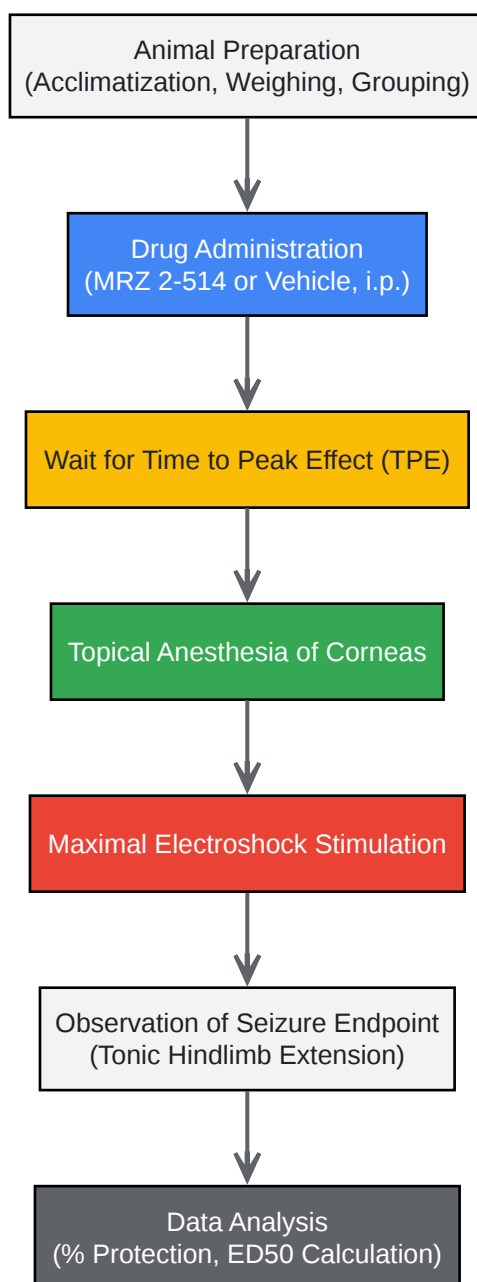 Animal Preparation
(Acclimatization, Weighing, Grouping)
Drug Administration
(MRZ 2-514 or Vehicle, i.p.)
Wait for Time to Peak Effect (TPE)
Topical Anesthesia of Corneas
Maximal Electroshock Stimulation
Observation of Seizure Endpoint
(Tonic Hindlimb Extension)
Data Analysis
(% Protection, ED50 Calculation)